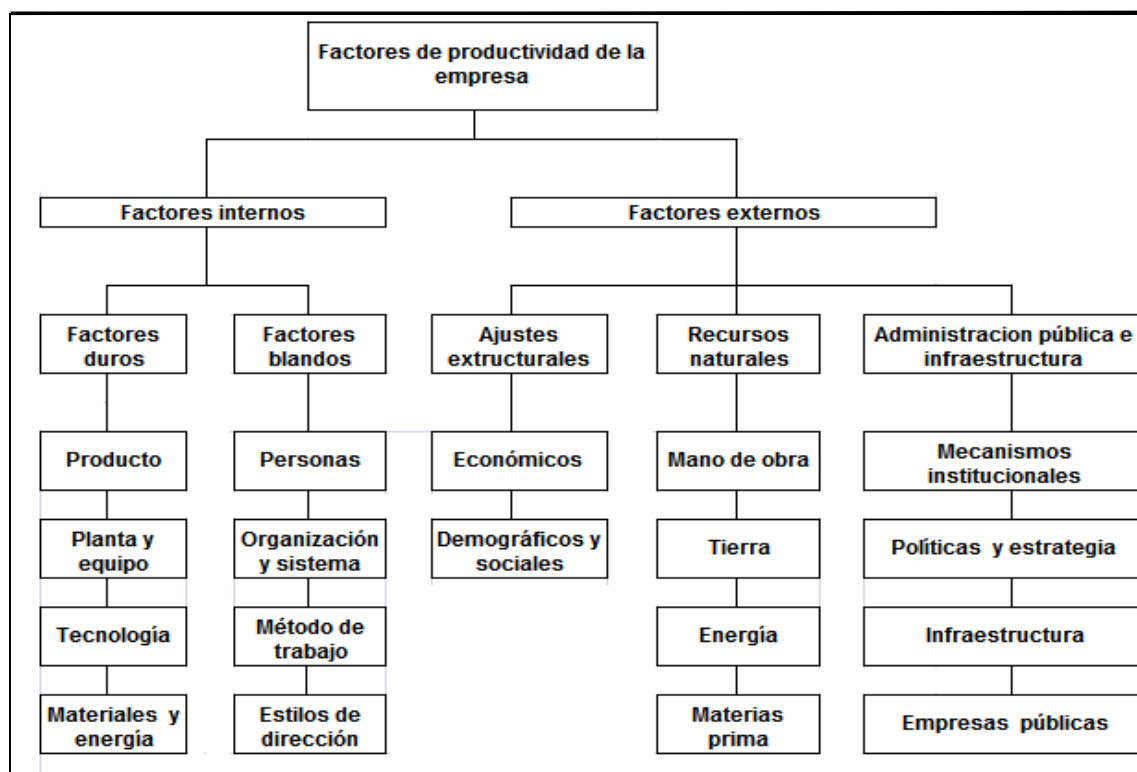 Factores de productividad de la
empresa
Factores internos
Factores externos
Factores
duros
Factores
blandos
Ajustes
extructurales
Recursos
naturales
Administracion pública e
infraestructura
Producto
Personas
Económicos
Mano de obra
Mecanismos
institucionales
Planta y
equipo
Organización
y sistema
Demográficos y
sociales
Tierra
Políticas y estrategia
Tecnología
Método de
trabajo
Energía
Infraestructura
Materiales y
energía
Estilos de
dirección
Materias
prima
Empresas públicas